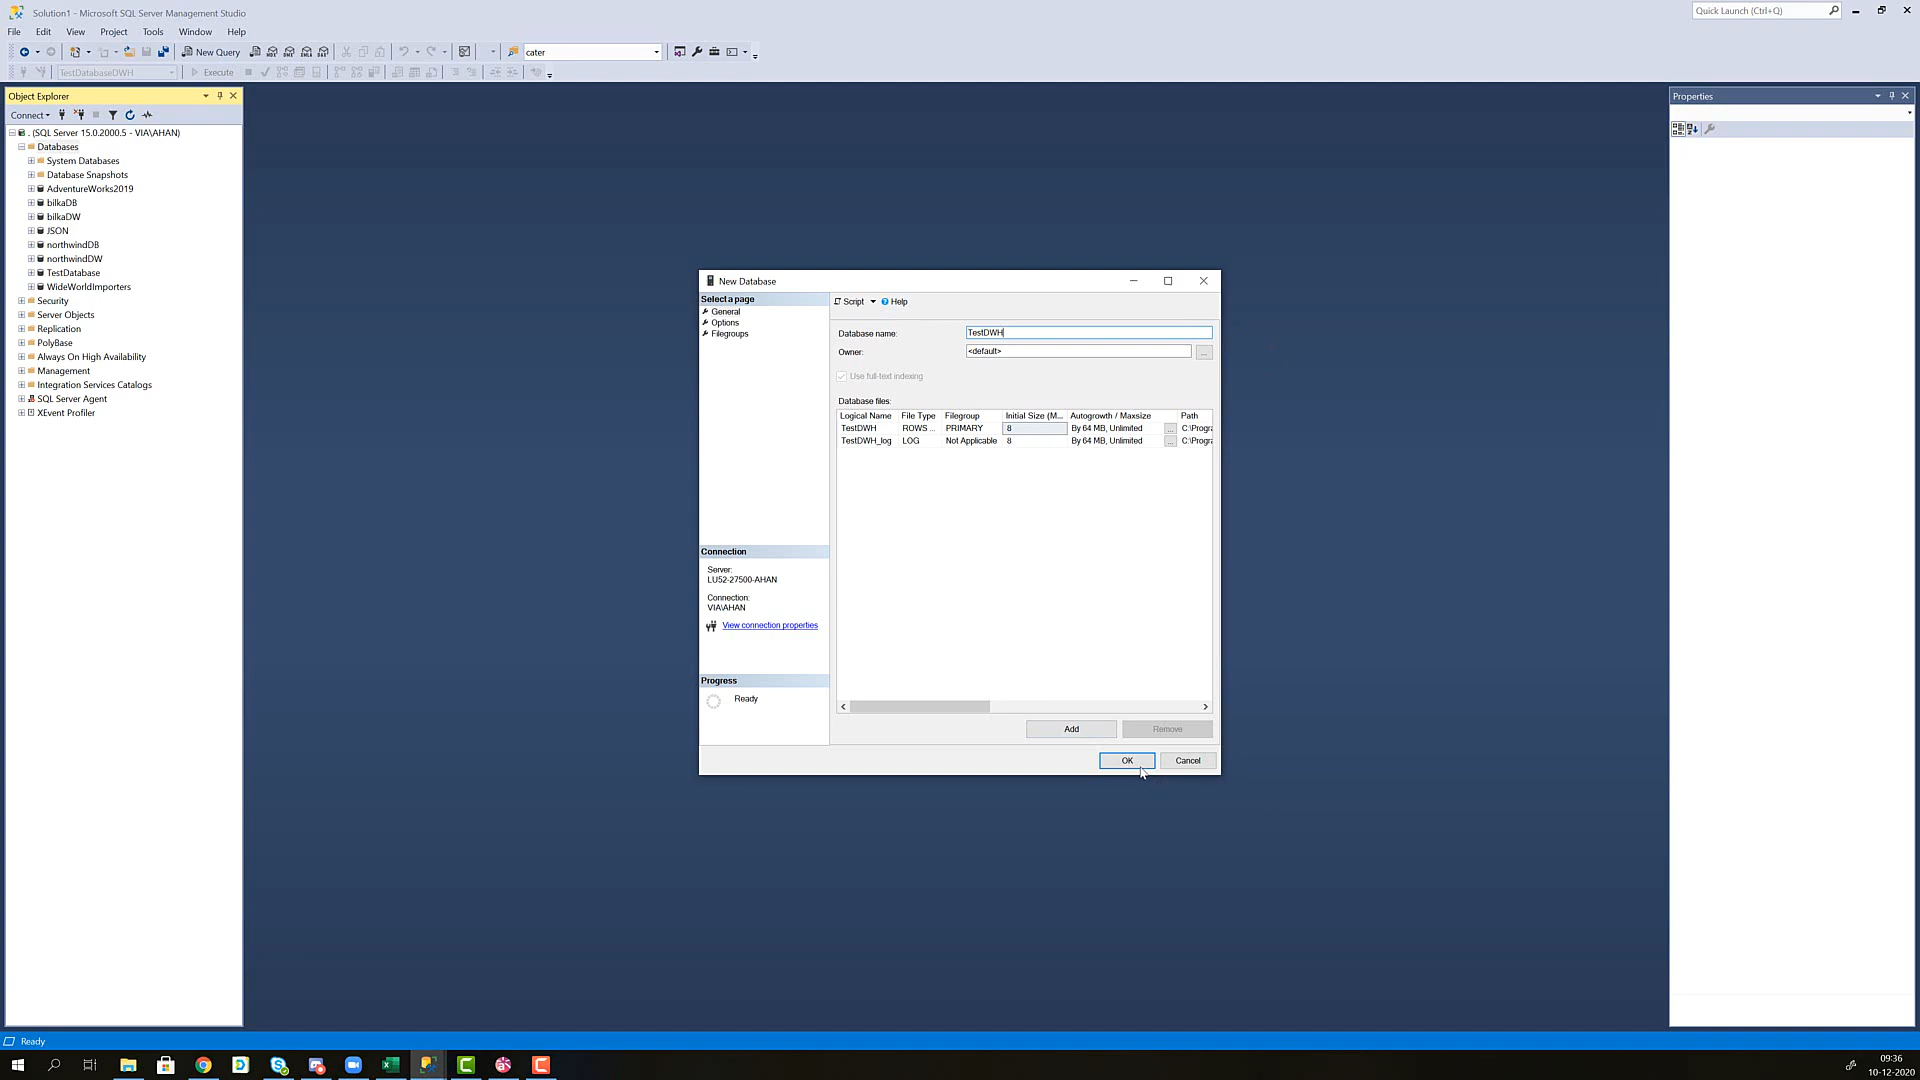 Solution1 - Microsoft SQL Server Management Studio
Quick Launch (Ctrl+Q)
File Edit View Project Tools Window Help
New Query
cater
TestDatabaseDWH
Execute
Object Explorer
Connect
. (SQL Server 15.0.2000.5 - VIA\AHAN)
Databases
System Databases
Database Snapshots
AdventureWorks2019
bilkaDB
bilkaDW
JSON
northwindDB
northwindDW
TestDatabase
WideWorldImporters
Security
Server Objects
Replication
PolyBase
Always On High Availability
Management
Integration Services Catalogs
SQL Server Agent
XEvent Profiler
New Database
Select a page
General
Options
Filegroups
Script Help
Database name: TestDWH
Owner: <default> ...
Use full-text indexing
Database files:
Logical Name File Type Filegroup Initial Size (M... Autogrowth / Maxsize Path
TestDWH ROWS ... PRIMARY 8 By 64 MB, Unlimited ... C:\Progra
TestDWH_log LOG Not Applicable 8 By 64 MB, Unlimited ... C:\Progra
Connection
Server:
LU52-27500-AHAN
Connection:
VIA\AHAN
View connection properties
Progress
Ready
Add Remove
OK Cancel
Properties
Ready
09:36
10-12-2020